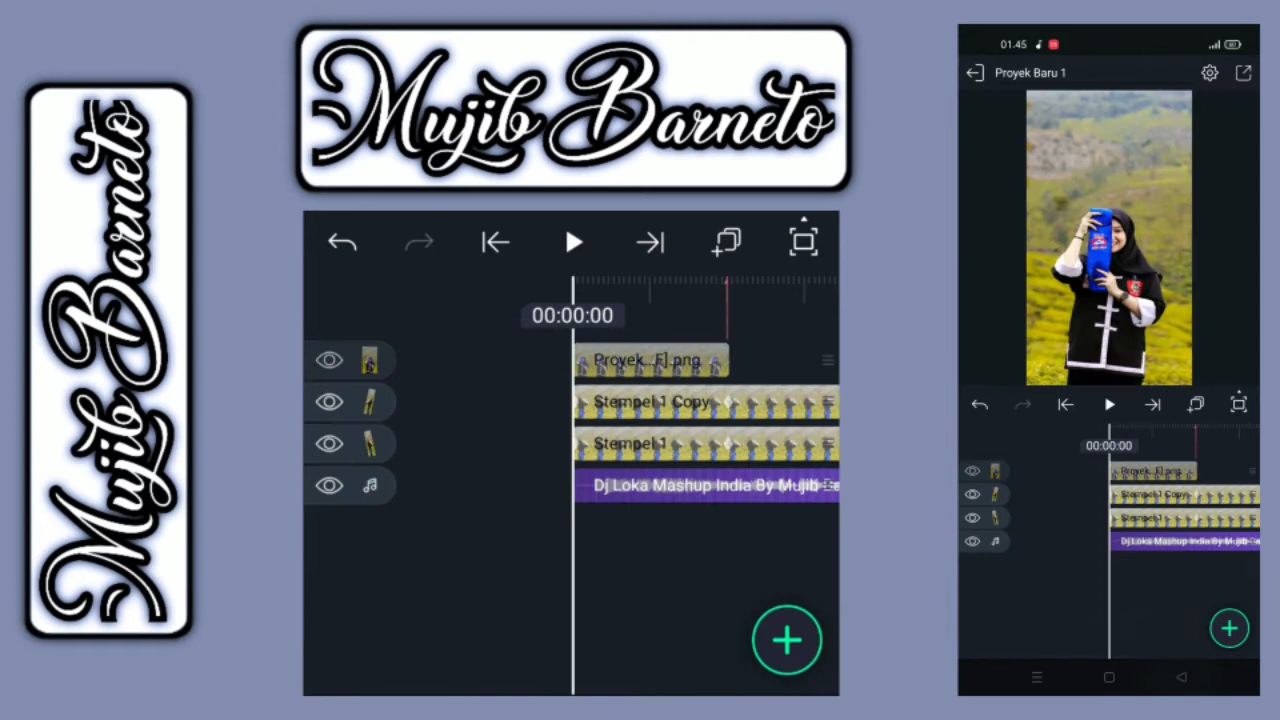 Mujib Barneto
Mujib Barneto
00:00:00
Proyek...F].png
Stempel 1 Copy
Stempel 1
Dj Loka Mashup India By Mujib
01.45
Proyek Baru 1
00:00:00
Proyek...F].png
Stempel 1 Copy
Stempel 1
Dj Loka Mashup India By Mujib